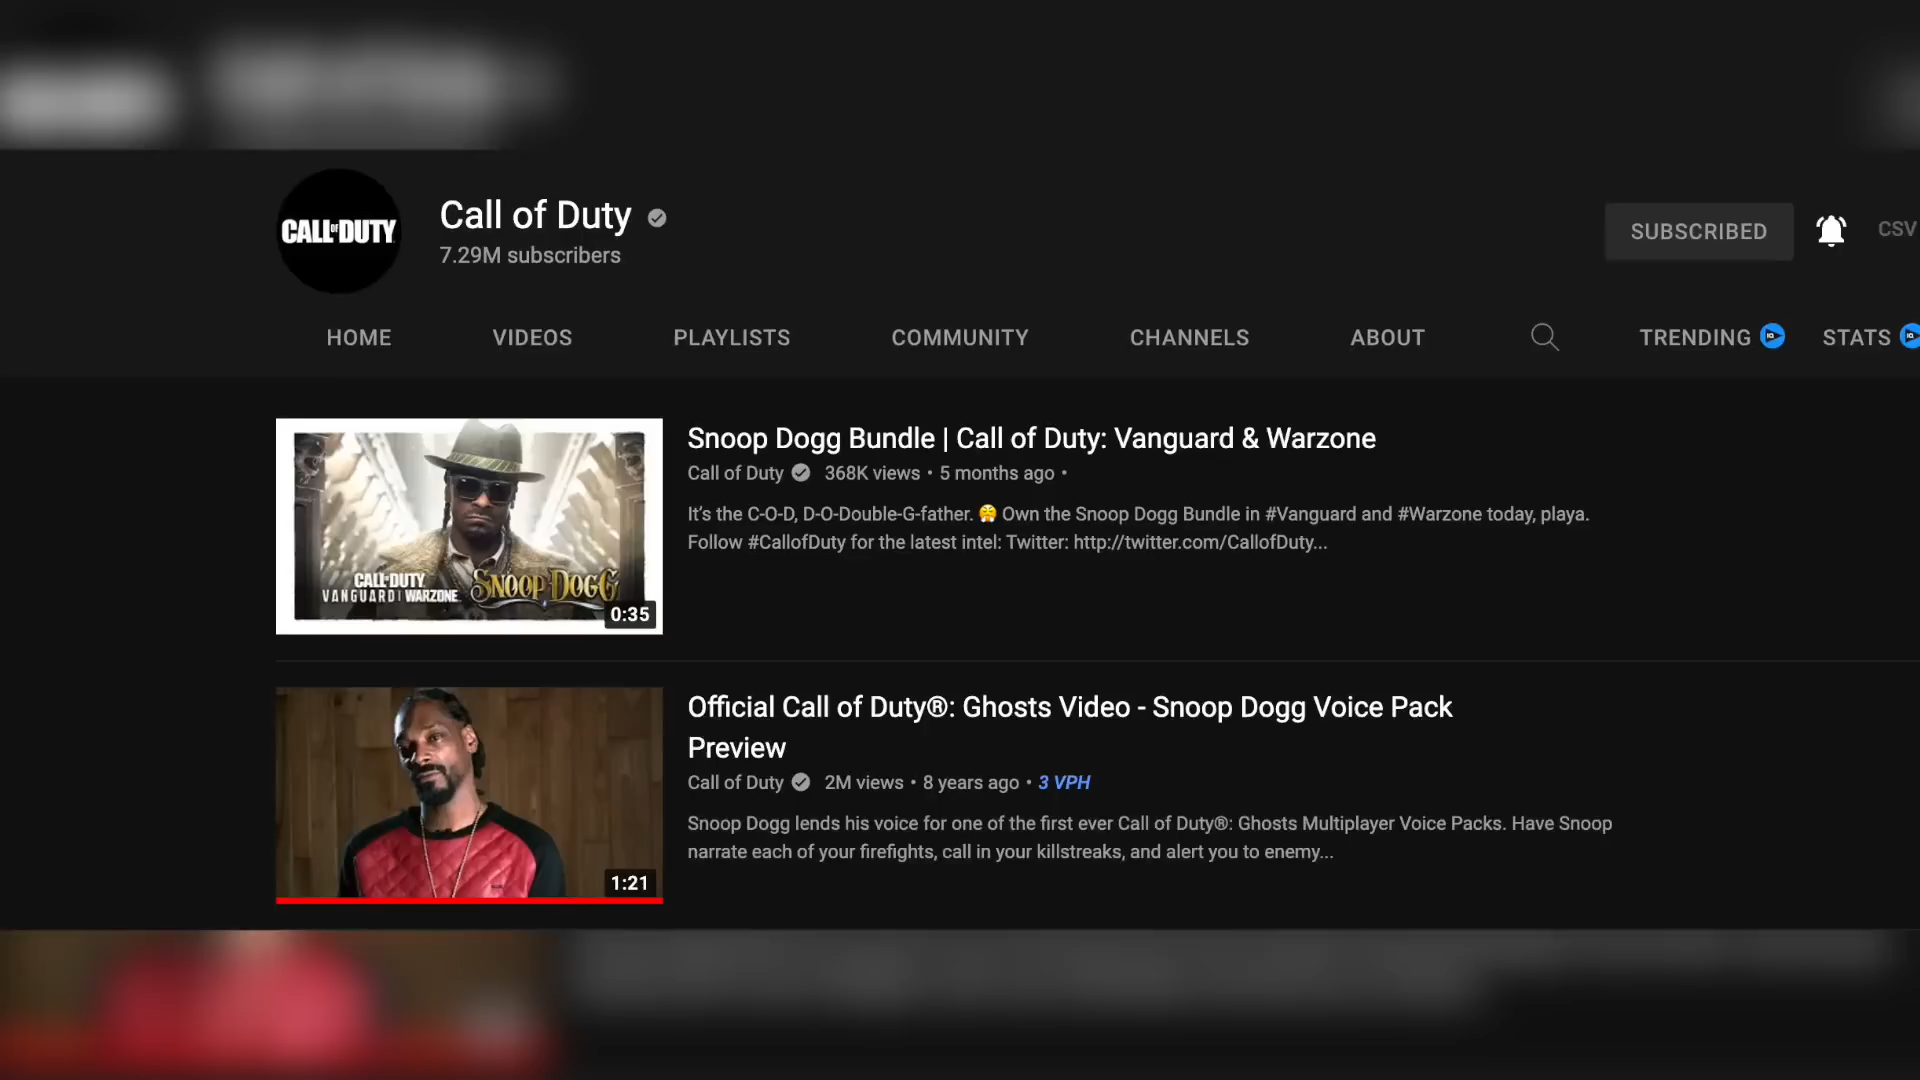 CALL OF DUTY
Call of Duty
7.29M subscribers
SUBSCRIBED
CSV
HOME
VIDEOS
PLAYLISTS
COMMUNITY
CHANNELS
ABOUT
TRENDING
STATS
CALL OF DUTY
VANGUARD | WARZONE
SNOOP DOGG
0:35
Snoop Dogg Bundle | Call of Duty: Vanguard & Warzone
Call of Duty 368K views • 5 months ago •
It's the C-O-D, D-O-Double-G-father. 😤 Own the Snoop Dogg Bundle in #Vanguard and #Warzone today, playa.
Follow #CallofDuty for the latest intel: Twitter: http://twitter.com/CallofDuty...
1:21
Official Call of Duty®: Ghosts Video - Snoop Dogg Voice Pack
Preview
Call of Duty 2M views • 8 years ago • 3 VPH
Snoop Dogg lends his voice for one of the first ever Call of Duty®: Ghosts Multiplayer Voice Packs. Have Snoop
narrate each of your firefights, call in your killstreaks, and alert you to enemy...